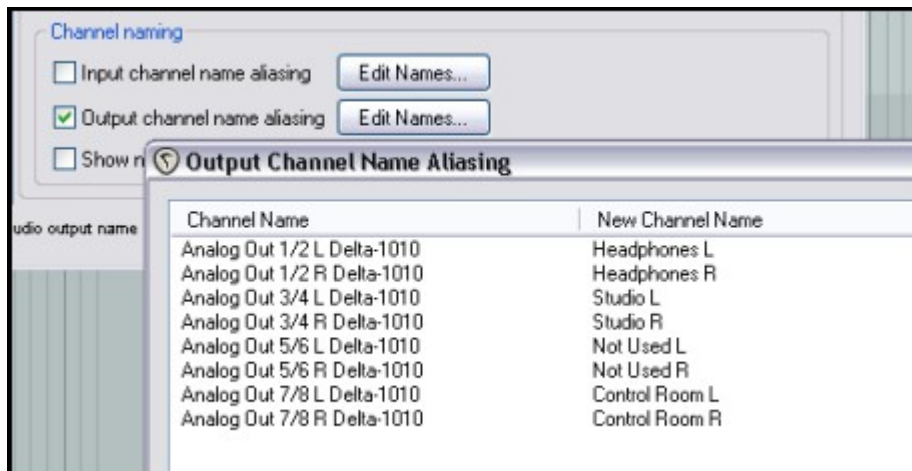 Channel naming
Input channel name aliasing Edit Names...
Output channel name aliasing Edit Names...
Show n
Output Channel Name Aliasing
udio output name
Channel Name New Channel Name
Analog Out 1/2 L Delta-1010 Headphones L
Analog Out 1/2 R Delta-1010 Headphones R
Analog Out 3/4 L Delta-1010 Studio L
Analog Out 3/4 R Delta-1010 Studio R
Analog Out 5/6 L Delta-1010 Not Used L
Analog Out 5/6 R Delta-1010 Not Used R
Analog Out 7/8 L Delta-1010 Control Room L
Analog Out 7/8 R Delta-1010 Control Room R